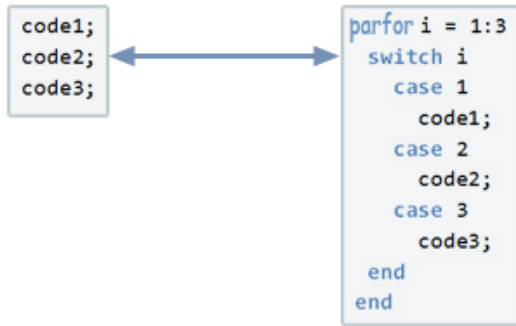 code1;
code2;
code3;
parfor i = 1:3
switch i
case 1
code1;
case 2
code2;
case 3
code3;
end
end